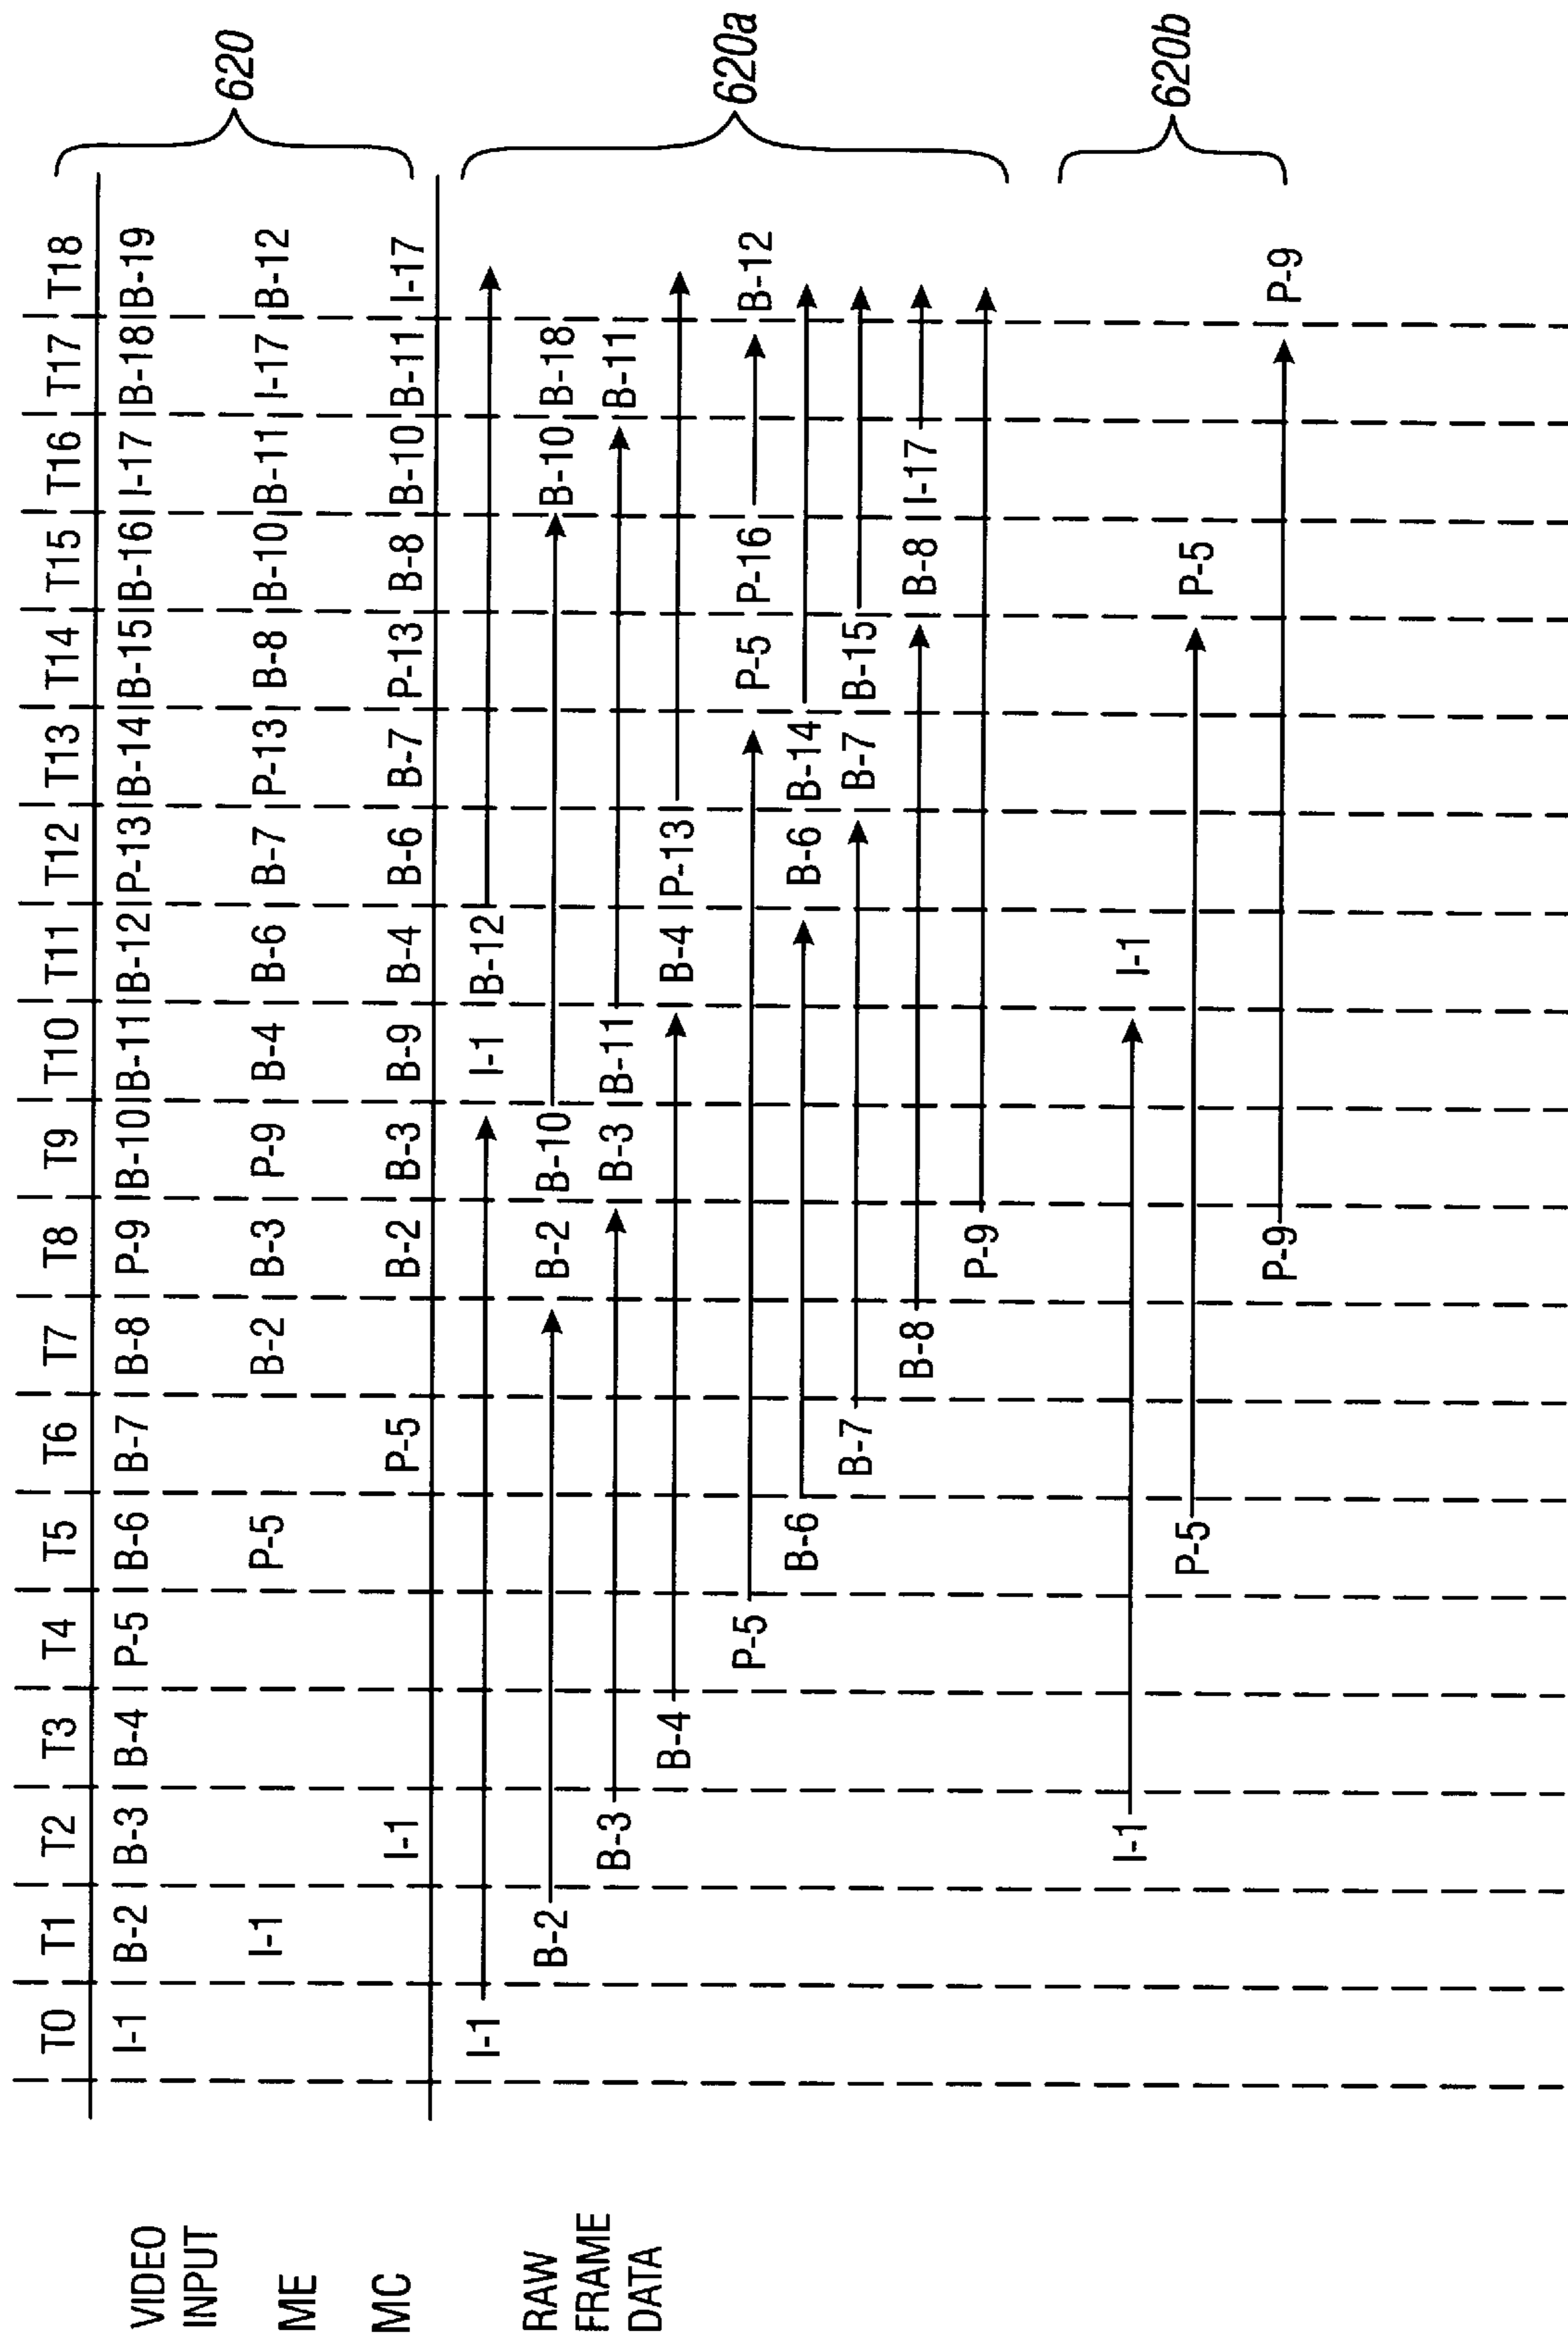 T0 T1 T2 T3 T4 T5 T6 T7 T8 T9 T10 T11 T12 T13 T14 T15 T16 T17 T18
VIDEO INPUT I-1 B-2 B-3 B-4 P-5 B-6 B-7 B-8 P-9 B-10 B-11 B-12 P-13 B-14 B-15 B-16 I-17 B-18 B-19
620
ME I-1 P-5 B-2 B-3 P-9 B-4 B-6 B-7 P-13 B-8 B-10 B-11 I-17 B-12
MC I-1 P-5 B-2 B-3 B-9 B-4 B-6 B-7 P-13 B-8 B-10 B-11 I-17
RAW FRAME DATA
I-1 I-1 B-12
B-2 B-2 B-10 B-10 B-18
B-3 B-3 B-11 B-11
B-4 B-4 P-13
P-5 P-5 P-16 B-12
620a
B-6 B-6 B-14
B-7 B-7 B-15
B-8 B-8 I-17
P-9
I-1 I-1
P-5 P-5
620b
P-9 P-9